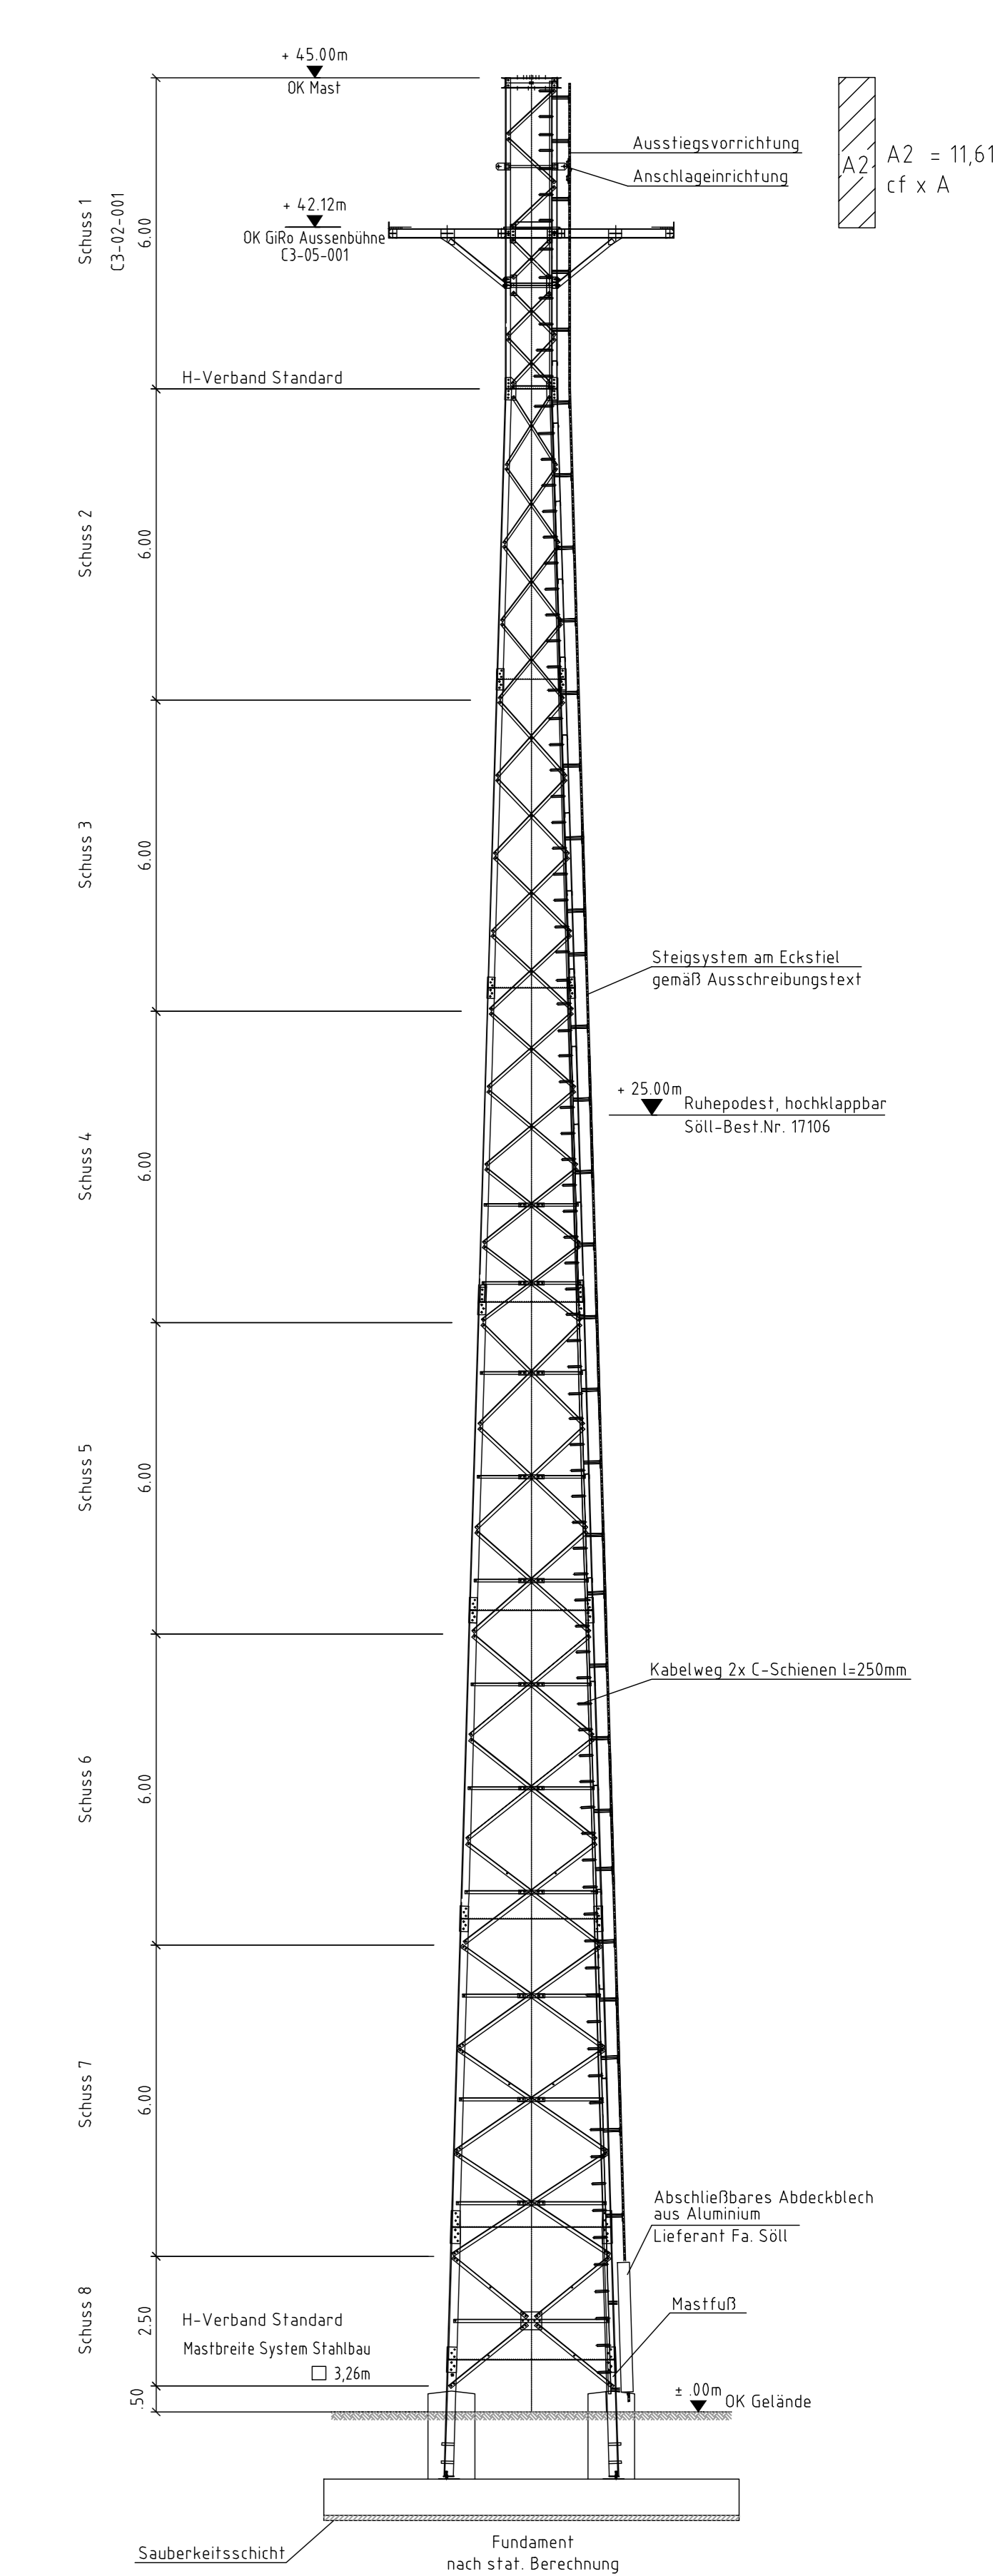 + 45.00m
OK Mast
Ausstiegsvorrichtung
Anschlageinrichtung
A2
A2 = 11,61
cf x A
Schuss 1
C3-02-001
6.00
+ 42.12m
OK GiRo Aussenbühne
C3-05-001
H-Verband Standard
Schuss 2
6.00
Schuss 3
6.00
Steigsystem am Eckstiel
gemäß Ausschreibungstext
+ 25.00m
Ruhepodest, hochklappbar
Söll-Best.Nr. 17106
Schuss 4
6.00
Schuss 5
6.00
Kabelweg 2x C-Schienen l=250mm
Schuss 6
6.00
Schuss 7
6.00
Abschließbares Abdeckblech
aus Aluminium
Lieferant Fa. Söll
Schuss 8
2.50
H-Verband Standard
Mastbreite System Stahlbau
3,26m
Mastfuß
.50
± .00m
OK Gelände
Sauberkeitsschicht
Fundament
nach stat. Berechnung